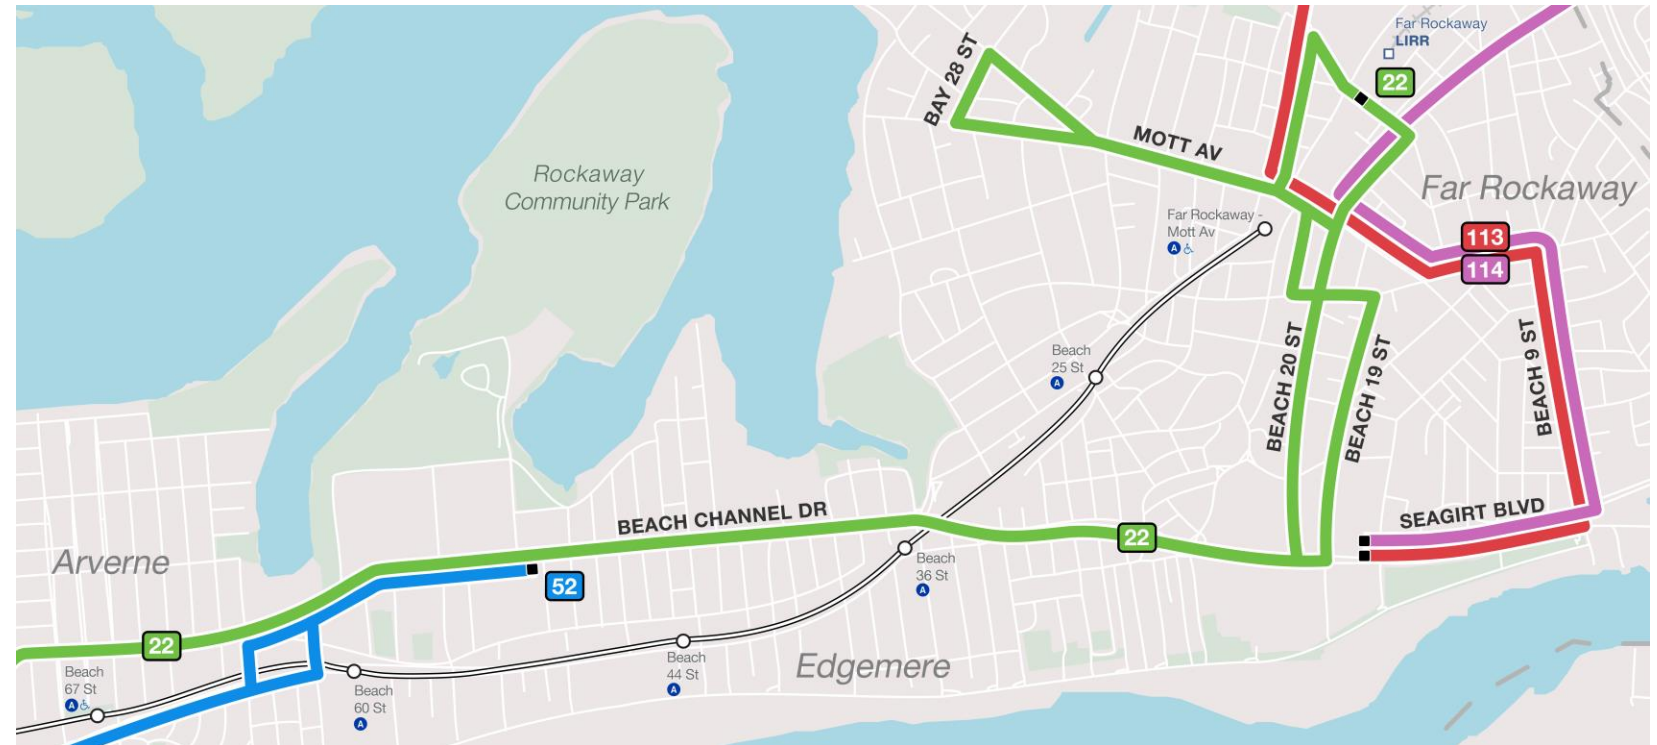 Far Rockaway
LIRR
22
BAY 28 ST
MOTT AV
Rockaway
Community Park
Far Rockaway
Far Rockaway -
Mott Av
A
113
114
BEACH 20 ST
BEACH 19 ST
BEACH 9 ST
Beach
25 St
A
SEAGIRT BLVD
BEACH CHANNEL DR
22
Arverne
52
Beach
36 St
A
22
Beach
67 St
A
Beach
60 St
A
Beach
44 St
A
Edgemere